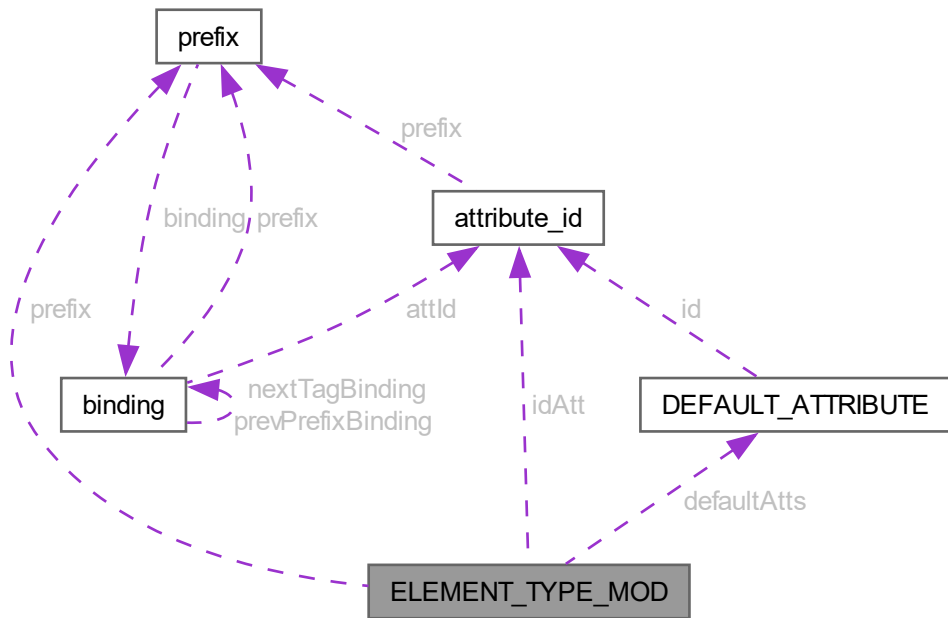 prefix
prefix
attribute_id
binding prefix
prefix
attId
id
nextTagBinding
prevPrefixBinding
binding
idAtt
DEFAULT_ATTRIBUTE
defaultAtts
ELEMENT_TYPE_MOD